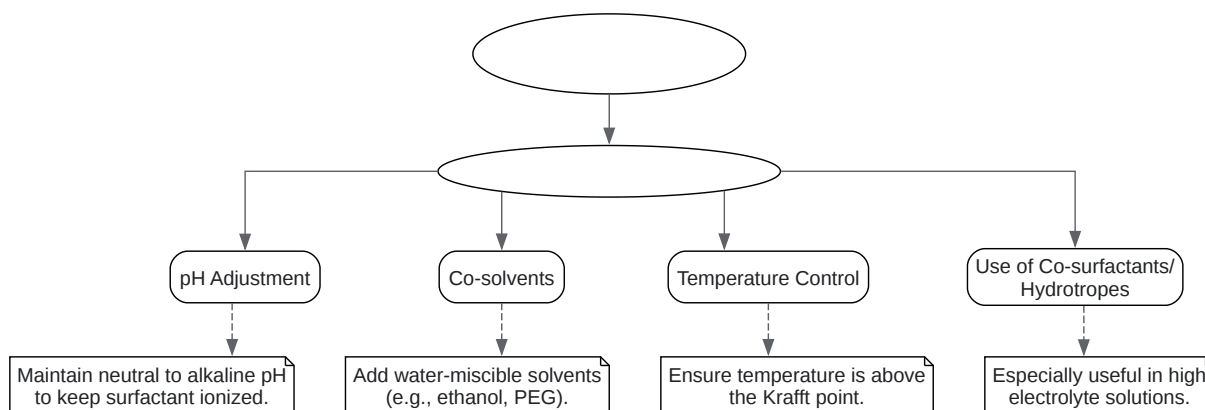 pH Adjustment
Co-solvents
Temperature Control
Use of Co-surfactants/
Hydrotropes
Maintain neutral to alkaline pH
to keep surfactant ionized.
Add water-miscible solvents
(e.g., ethanol, PEG).
Ensure temperature is above
the Krafft point.
Especially useful in high
electrolyte solutions.